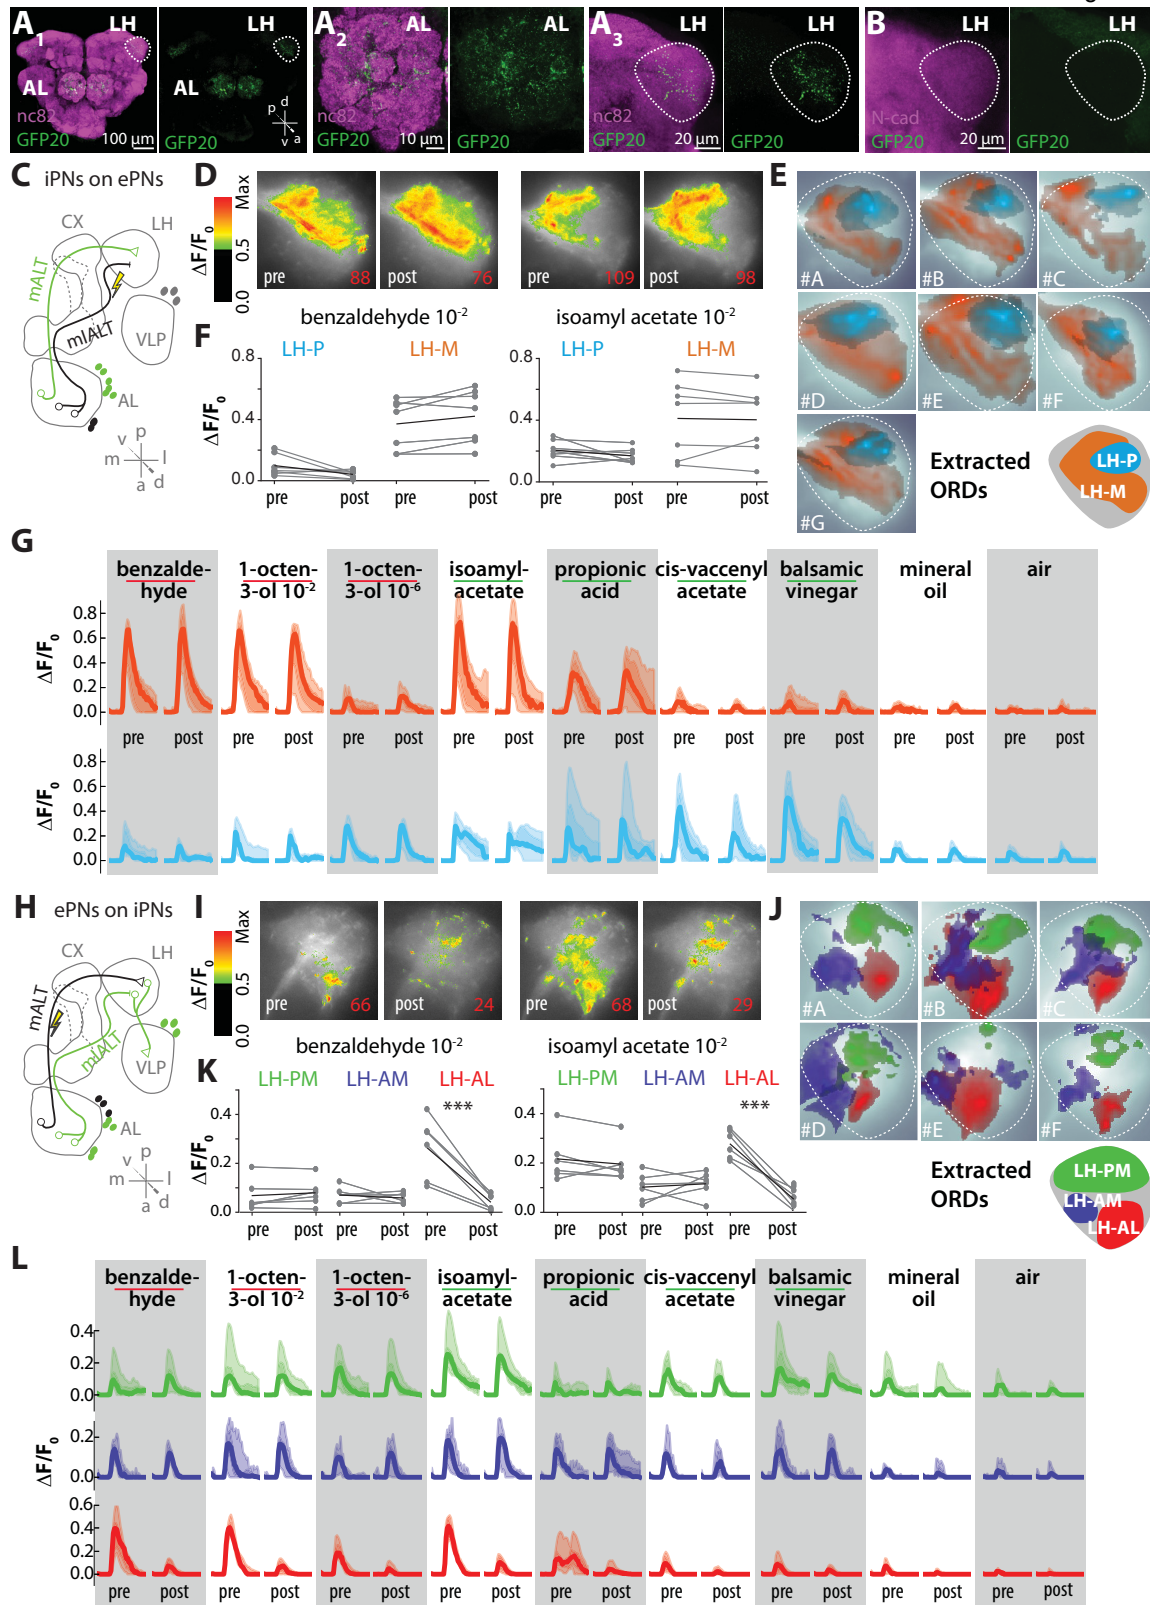 A1 LH LH A2 AL AL A3 LH LH B LH LH
AL AL
nc82 nc82 nc82 N-cad
GFP20 100 µm GFP20 GFP20 10 µm GFP20 GFP20 20 µm GFP20 GFP20 20 µm GFP20
p d
v a
C iPNs on ePNs
CX LH
mALT
mlALT
VLP
AL
v p
m l
a d
D
ΔF/F0
0.0 0.5 Max
pre 88 post 76 pre 109 post 98
benzaldehyde 10-2 isoamyl acetate 10-2
E
#A #B #C
#D #E #F
#G
Extracted
ORDs
LH-P
LH-M
F
LH-P LH-M LH-P LH-M
ΔF/F0
0.8 0.8
0.4 0.4
0.0 0.0
pre post pre post pre post pre post
G
benzalde- 1-octen- 1-octen- isoamyl- propionic cis-vaccenyl balsamic mineral air
hyde 3-ol 10-2 3-ol 10-6 acetate acid acetate vinegar oil
ΔF/F0
0.8
0.6
0.4
0.2
0.0
pre post pre post pre post pre post pre post pre post pre post pre post pre post
ΔF/F0
0.8
0.6
0.4
0.2
0.0
H ePNs on iPNs
CX LH
mALT
mlALT
VLP
AL
v p
m l
a d
I
ΔF/F0
0.0 0.5 Max
pre 66 post 24 pre 68 post 29
benzaldehyde 10-2 isoamyl acetate 10-2
J
#A #B #C
#D #E #F
Extracted
ORDs
LH-PM
LH-AM
LH-AL
K
LH-PM LH-AM LH-AL LH-PM LH-AM LH-AL
*** ***
ΔF/F0
0.4 0.4
0.2 0.2
0.0 0.0
pre post pre post pre post pre post pre post pre post
L
benzalde- 1-octen- 1-octen- isoamyl- propionic cis-vaccenyl balsamic mineral air
hyde 3-ol 10-2 3-ol 10-6 acetate acid acetate vinegar oil
0.4
0.2
0.0
ΔF/F0
0.2
0.0
0.6
0.4
0.2
0.0
pre post pre post pre post pre post pre post pre post pre post pre post pre post